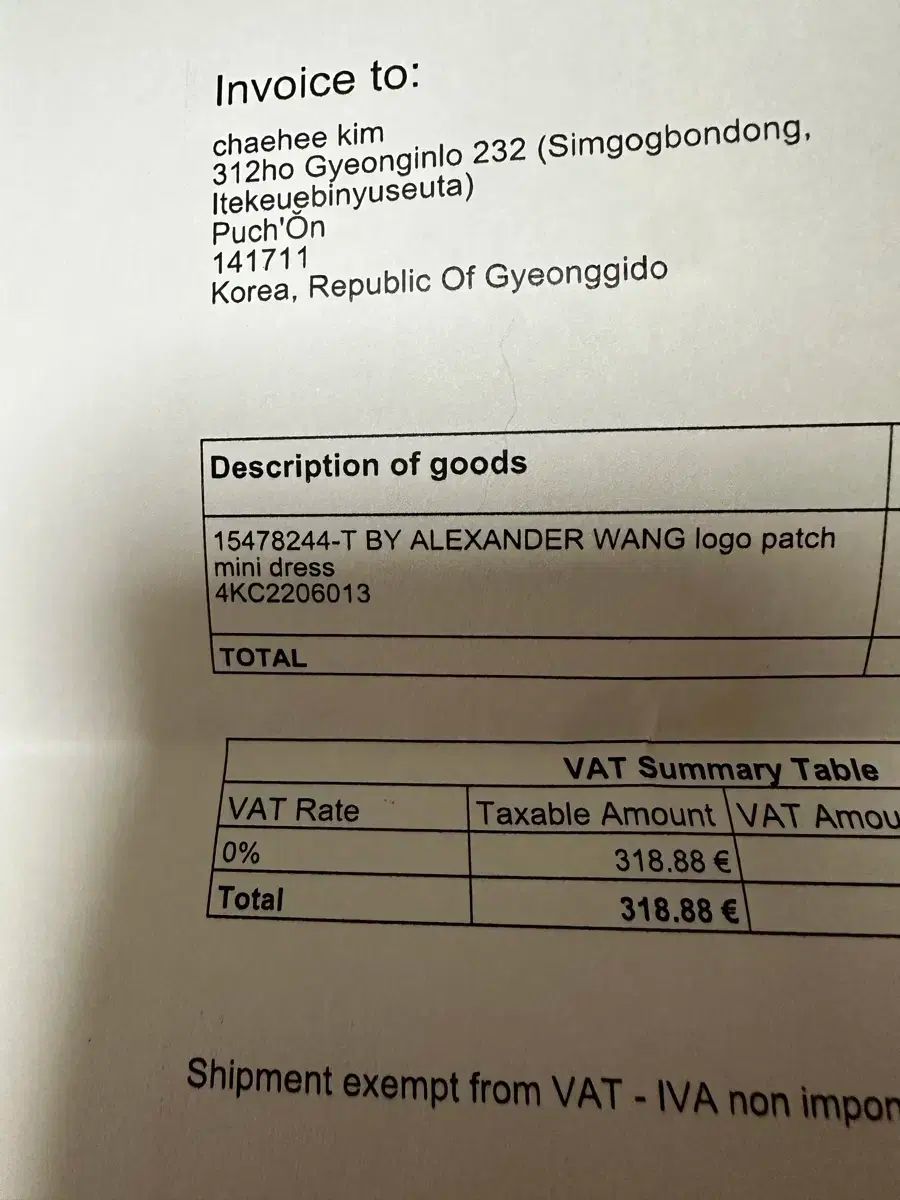 Invoice to:
chaehee kim
312ho Gyeonginlo 232 (Simgogbondong,
Itekeuebinyuseuta)
Puch'Ŏn
141711
Korea, Republic Of Gyeonggido
Description of goods
15478244-T BY ALEXANDER WANG logo patch
mini dress
4KC2206013
TOTAL
VAT Summary Table
VAT Rate Taxable Amount VAT Amou
0% 318.88 €
Total 318.88 €
Shipment exempt from VAT - IVA non impon